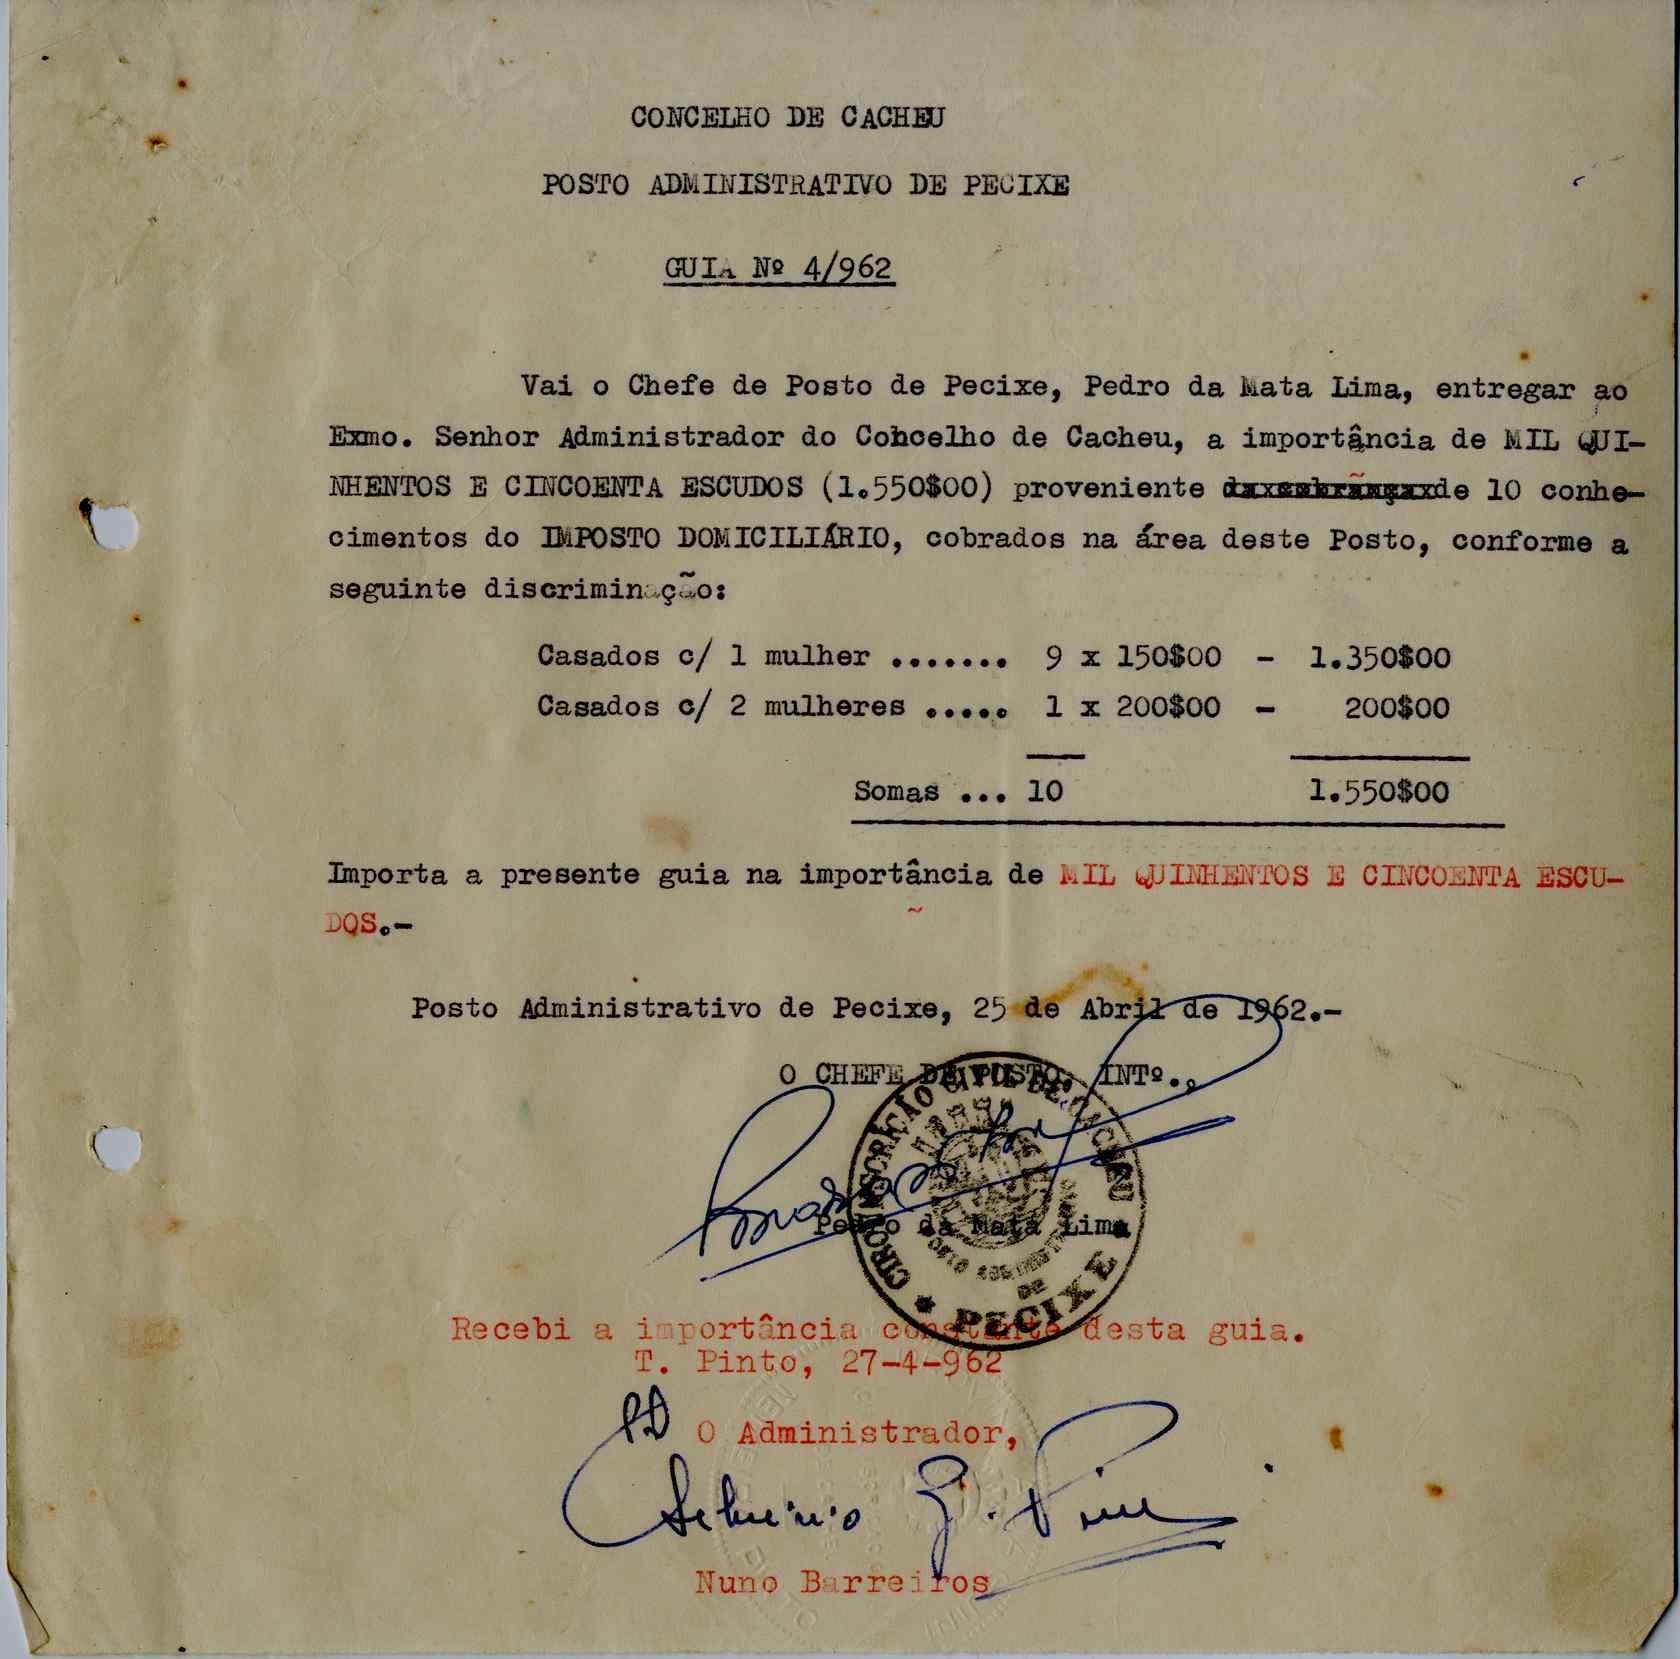 CONCELHO DE CACHEU
POSTO ADMINISTRATIVO DE PECIXE
GUIA Nº 4/962
Vai o Chefe de Posto de Pecixe, Pedro da Mata Lima, entregar ao
Exmo. Senhor Administrador do Concelho de Cacheu, a importância de MIL QUI-
NHENTOS E CINCOENTA ESCUDOS (1.550$00) proveniente de 10 conhe-
cimentos do IMPOSTO DOMICILIÁRIO, cobrados na área deste Posto, conforme a
seguinte discriminação:
Casados c/ 1 mulher ....... 9 x 150$00 - 1.350$00
Casados c/ 2 mulheres ..... 1 x 200$00 - 200$00
Somas ... 10 1.550$00
Importa a presente guia na importância de MIL QUINHENTOS E CINCOENTA ESCU-
DOS.-
Posto Administrativo de Pecixe, 25 de Abril de 1962.-
O CHEFE DE POSTO, INTº.,
CIRCUNSCRIÇÃO CIVIL DE CACHEU
Pedro da Mata Lima
DE
PECIXE
Recebi a importância constante desta guia.
T. Pinto, 27-4-962
O Administrador,
Nuno Barreiros